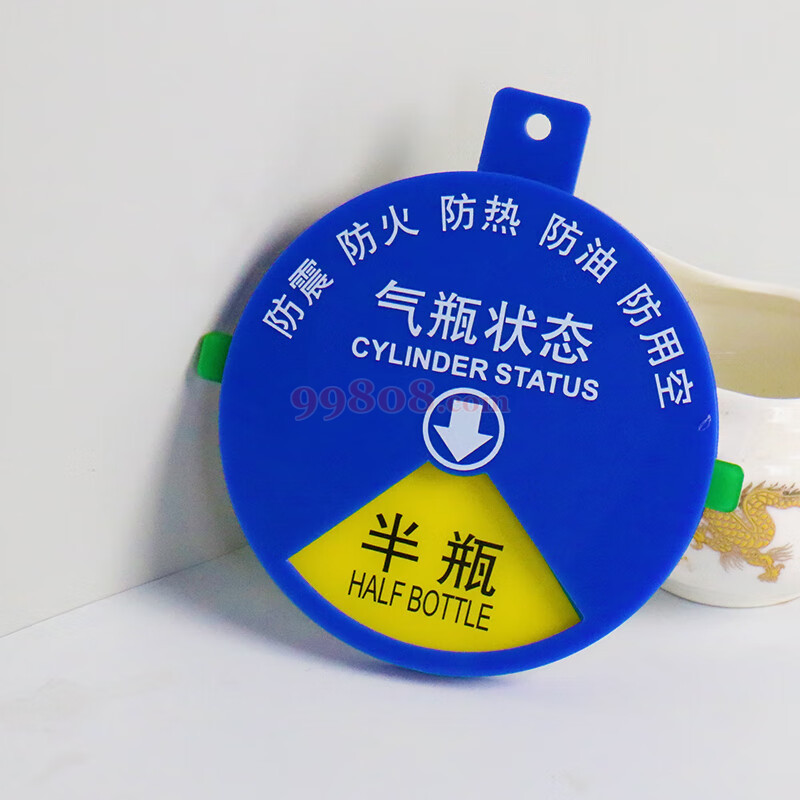 防震 防火 防热 防油 防用空
气瓶状态
CYLINDER STATUS
99808.com
半瓶
HALF BOTTLE